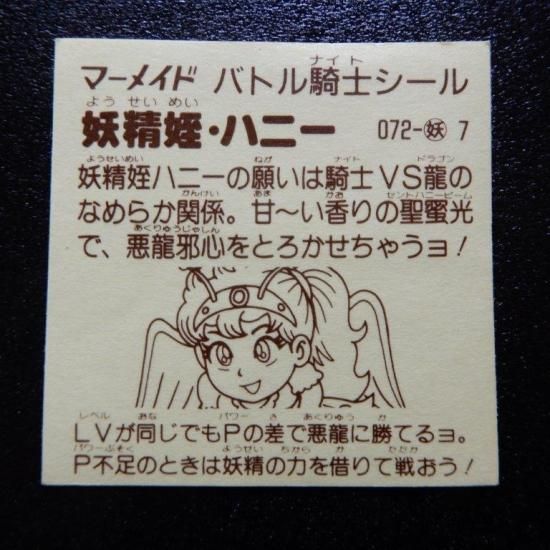 マーメイド バトル騎士シール
妖精姪・ハニー 072-㊛ 7
妖精姪ハニーの願いは騎士VS龍の
なめらか関係。甘〜い香りの聖蜜光
で、悪龍邪心をとろかせちゃうヨ!
LVが同じでもPの差で悪龍に勝てるヨ。
P不足のときは妖精の力を借りて戦おう!